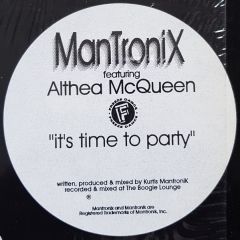 ManTroniX
featuring
Althea McQueen
F
"it's time to party"
written, produced & mixed by Kurtis ManTroniK
recorded & mixed at The Boogie Lounge
℗
Mantronix and Mantronik are
Registered Trademarks of Mantronix, Inc.